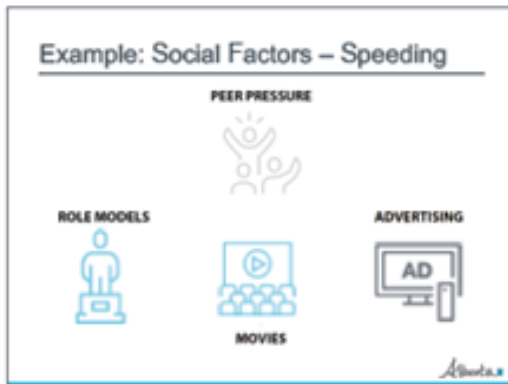 Example: Social Factors – Speeding
PEER PRESSURE
ROLE MODELS
ADVERTISING
AD
MOVIES
Alberta